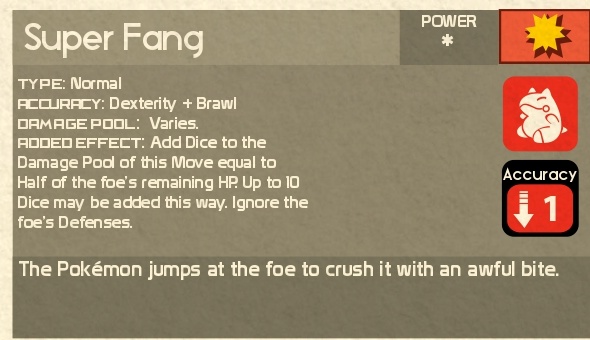 Super Fang
POWER
*
TYPE: Normal
ACCURACY: Dexterity + Brawl
DAMAGE POOL: Varies.
ADDED EFFECT: Add Dice to the
Damage Pool of this Move equal to
Half of the foe's remaining HP. Up to 10
Dice may be added this way. Ignore the
foe's Defenses.
Accuracy
1
The Pokémon jumps at the foe to crush it with an awful bite.